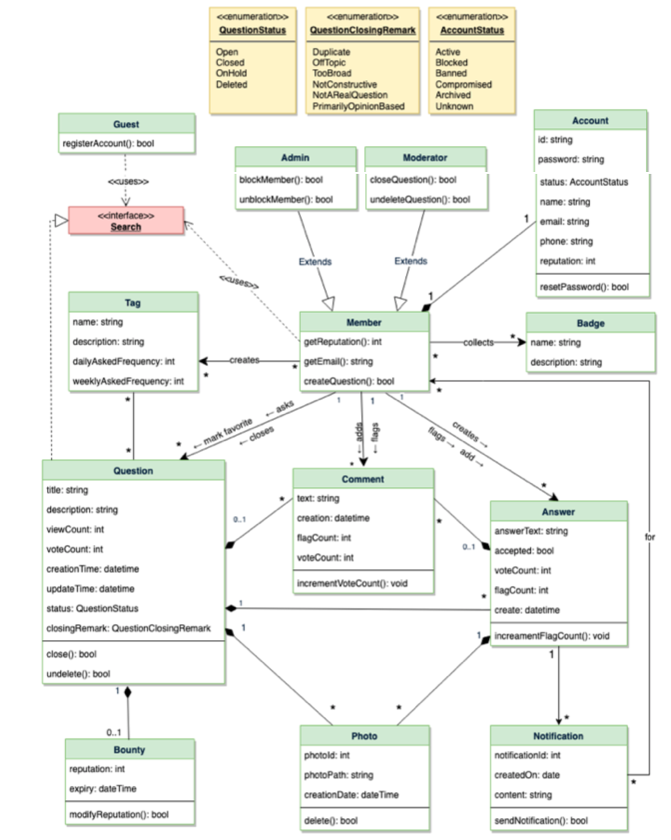 <<enumeration>>
QuestionStatus
Open
Closed
OnHold
Deleted
<<enumeration>>
QuestionClosingRemark
Duplicate
OffTopic
TooBroad
NotConstructive
NotARealQuestion
PrimarilyOpinionBased
<<enumeration>>
AccountStatus
Active
Blocked
Banned
Compromised
Archived
Unknown
Guest
registerAccount(): bool
<<uses>>
<<interface>>
Search
Admin
blockMember(): bool
unblockMember(): bool
Moderator
closeQuestion(): bool
undeleteQuestion(): bool
Account
id: string
password: string
status: AccountStatus
name: string
email: string
phone: string
reputation: int
resetPassword(): bool
1
1
Extends
Extends
<<uses>>
Tag
name: string
description: string
dailyAskedFrequency: int
weeklyAskedFrequency: int
creates
*
*
Member
getReputation(): int
getEmail(): string
createQuestion(): bool
collects
*
*
*
Badge
name: string
description: string
*
*
1
← asks
← mark favorite
← closes
*
1
← adds
← flags
*
1
creates →
flags →
add →
*
Question
title: string
description: string
viewCount: int
voteCount: int
creationTime: datetime
updateTime: datetime
status: QuestionStatus
closingRemark: QuestionClosingRemark
close(): bool
undelete(): bool
0..1
*
Comment
text: string
creation: datetime
flagCount: int
voteCount: int
incrementVoteCount(): void
*
0..1
Answer
answerText: string
accepted: bool
voteCount: int
flagCount: int
create: datetime
increamentFlagCount(): void
for
1
*
1
*
1
*
1
*
1
0..1
Bounty
reputation: int
expiry: dateTime
modifyReputation(): bool
Photo
photoId: int
photoPath: string
creationDate: dateTime
delete(): bool
Notification
notificationId: int
createdOn: date
content: string
sendNotification(): bool
*